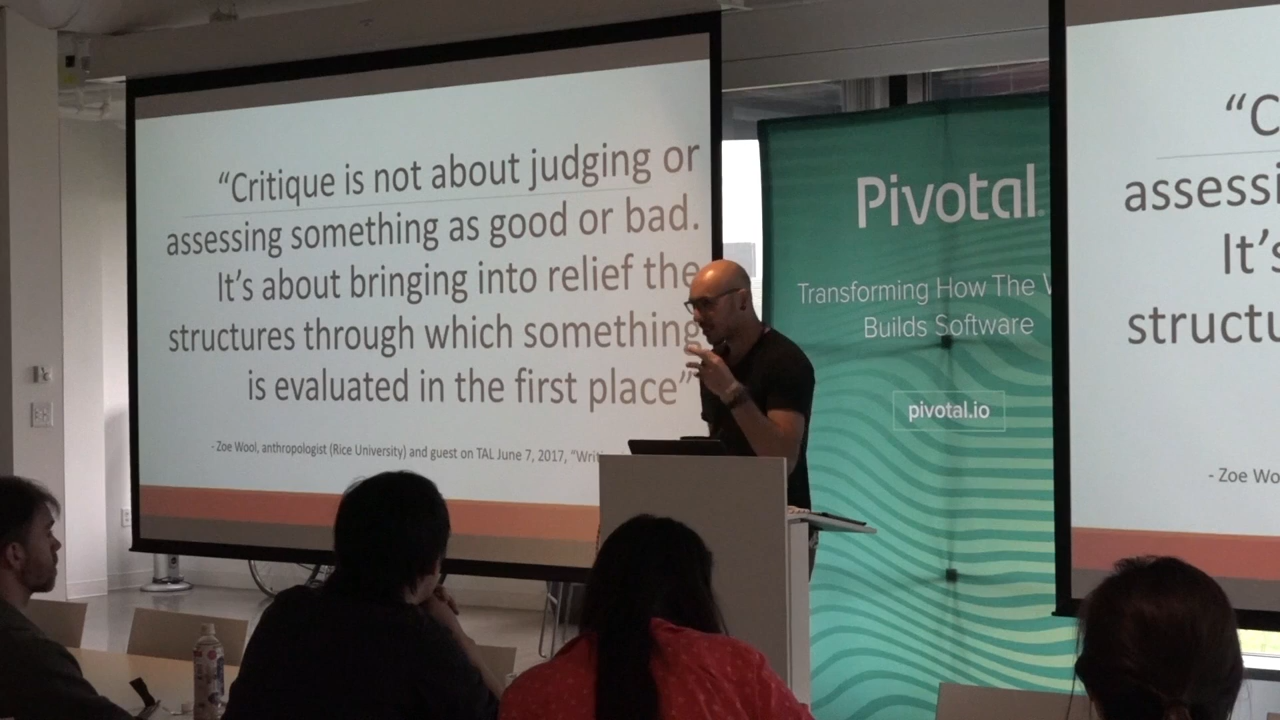 “Critique is not about judging or
assessing something as good or bad.
It’s about bringing into relief the
structures through which something
is evaluated in the first place”
- Zoe Wool, anthropologist (Rice University) and guest on TAL June 7, 2017,
Pivotal
Transforming How The
Builds Software
pivotal.io
“C
assessi
It’s
structu
- Zoe Woo